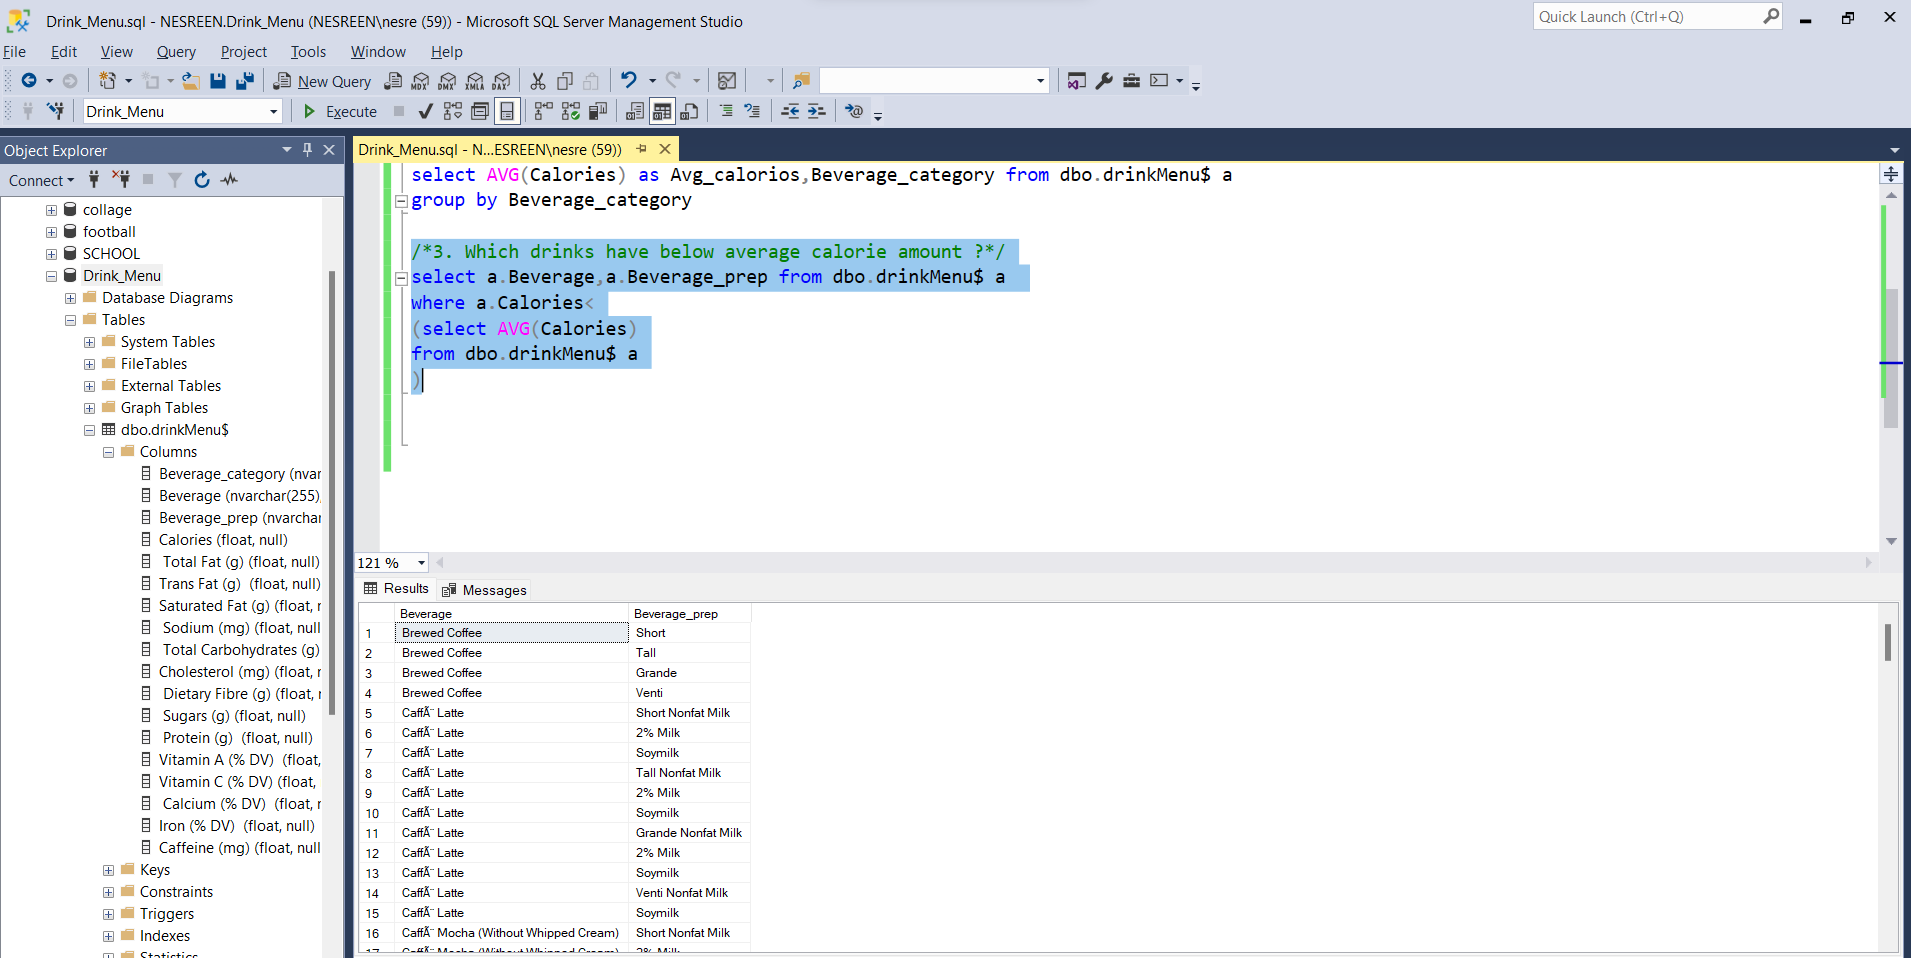 Drink_Menu.sql - NESREEN.Drink_Menu (NESREEN\nesre (59)) - Microsoft SQL Server Management Studio
Quick Launch (Ctrl+Q)
File Edit View Query Project Tools Window Help
New Query MDX DMX XMLA DAX
Drink_Menu Execute
Object Explorer
Connect
collage
football
SCHOOL
Drink_Menu
Database Diagrams
Tables
System Tables
FileTables
External Tables
Graph Tables
dbo.drinkMenu$
Columns
Beverage_category (nvar
Beverage (nvarchar(255),
Beverage_prep (nvarchar
Calories (float, null)
Total Fat (g) (float, null)
Trans Fat (g) (float, null)
Saturated Fat (g) (float, r
Sodium (mg) (float, null
Total Carbohydrates (g)
Cholesterol (mg) (float, r
Dietary Fibre (g) (float, r
Sugars (g) (float, null)
Protein (g) (float, null)
Vitamin A (% DV) (float,
Vitamin C (% DV) (float,
Calcium (% DV) (float, r
Iron (% DV) (float, null)
Caffeine (mg) (float, null
Keys
Constraints
Triggers
Indexes
Statistics
Drink_Menu.sql - N...ESREEN\nesre (59))
select AVG(Calories) as Avg_calorios,Beverage_category from dbo.drinkMenu$ a
group by Beverage_category
/*3. Which drinks have below average calorie amount ?*/
select a.Beverage,a.Beverage_prep from dbo.drinkMenu$ a
where a.Calories<
(select AVG(Calories)
from dbo.drinkMenu$ a
)
121 %
Results Messages
Beverage Beverage_prep
1 Brewed Coffee Short
2 Brewed Coffee Tall
3 Brewed Coffee Grande
4 Brewed Coffee Venti
5 CaffÃ¨ Latte Short Nonfat Milk
6 CaffÃ¨ Latte 2% Milk
7 CaffÃ¨ Latte Soymilk
8 CaffÃ¨ Latte Tall Nonfat Milk
9 CaffÃ¨ Latte 2% Milk
10 CaffÃ¨ Latte Soymilk
11 CaffÃ¨ Latte Grande Nonfat Milk
12 CaffÃ¨ Latte 2% Milk
13 CaffÃ¨ Latte Soymilk
14 CaffÃ¨ Latte Venti Nonfat Milk
15 CaffÃ¨ Latte Soymilk
16 CaffÃ¨ Mocha (Without Whipped Cream) Short Nonfat Milk
17 CaffÃ¨ Mocha (Without Whipped Cream) 2% Milk